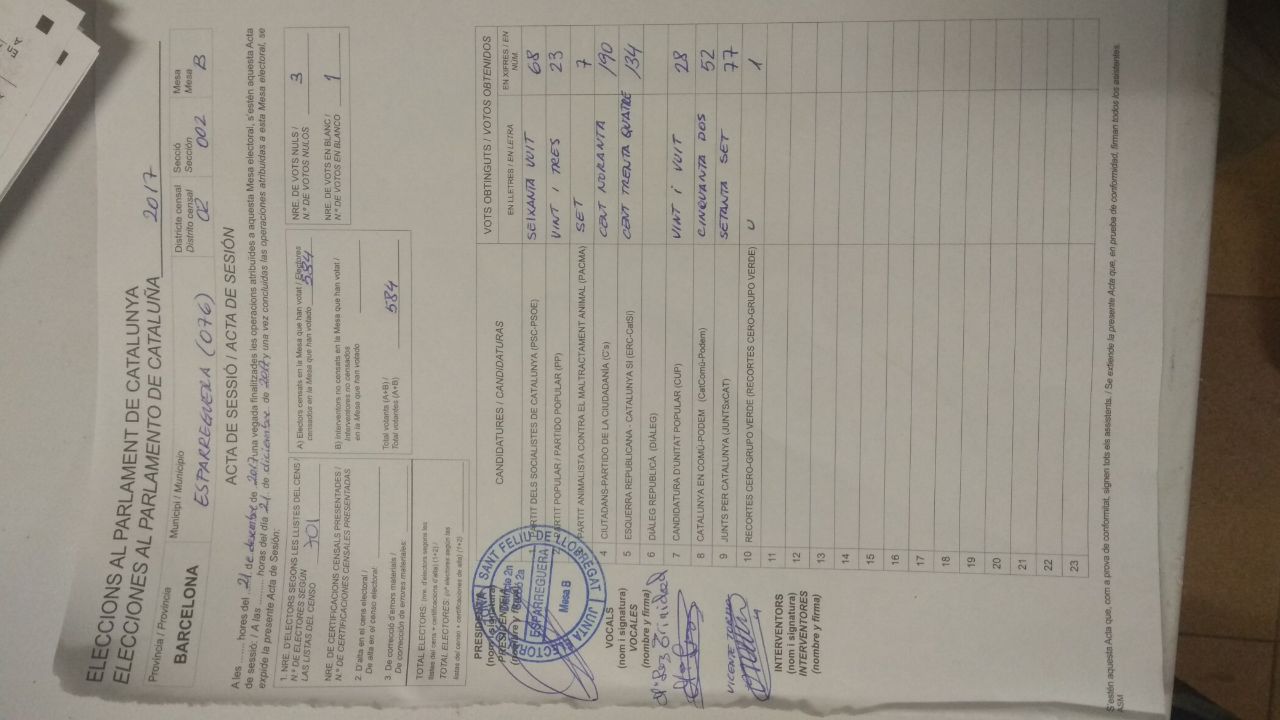 ELECCIONS AL PARLAMENT DE CATALUNYA
ELECCIONES AL PARLAMENTO DE CATALUÑA 2017
Província / Provincia
BARCELONA
Municipi / Municipio
ESPARREGUERA (076)
Districte censal
Distrito censal
02
Secció
Sección
002
Mesa
Mesa
B
ACTA DE SESSIÓ / ACTA DE SESIÓN
A les ........ hores del 21 de desembre de 2017 una vegada finalitzades les operacions atribuïdes a aquesta Mesa electoral, s'estén aquesta Acta
de sessió. / A las ........ horas del día 21 de diciembre de 2017 y una vez concluidas las operaciones atribuidas a esta Mesa electoral, se
expide la presente Acta de Sesión:
1. NRE. D'ELECTORS SEGONS LES LLISTES DEL CENS /
N.º DE ELECTORES SEGÚN
LAS LISTAS DEL CENSO 701
NRE. DE CERTIFICACIONS CENSALS PRESENTADES /
N.º DE CERTIFICACIONES CENSALES PRESENTADAS
2. D'alta en el cens electoral /
De alta en el censo electoral:
3. De correcció d'errors materials /
De corrección de errores materiales:
TOTAL ELECTORS: (nre. d'electors segons les
llistes del cens + certificacions d'alta) (1+2) /
TOTAL ELECTORES: (nº electores según las
listas del censo + certificaciones de alta) (1+2)
A) Electors censats en la Mesa que han votat / Electores
censados en la Mesa que han votado 584
B) Interventors no censats en la Mesa que han votat /
Interventores no censados
en la Mesa que han votado
Total votants (A+B) /
Total votantes (A+B) 584
NRE. DE VOTS NULS /
N.º DE VOTOS NULOS 3
NRE. DE VOTS EN BLANC /
N.º DE VOTOS EN BLANCO 1
CANDIDATURES / CANDIDATURAS
VOTS OBTINGUTS / VOTOS OBTENIDOS
EN LLETRES / EN LETRA
EN XIFRES / EN NÚM.
1 PARTIT DELS SOCIALISTES DE CATALUNYA (PSC-PSOE) SEIXANTA VUIT 68
2 PARTIT POPULAR / PARTIDO POPULAR (PP) VINT I TRES 23
PARTIT ANIMALISTA CONTRA EL MALTRACTAMENT ANIMAL (PACMA) SET 7
4 CIUTADANS-PARTIDO DE LA CIUDADANÍA (C's) CENT NORANTA 190
5 ESQUERRA REPUBLICANA - CATALUNYA SI (ERC-CatSI) CENT TRENTA QUATRE 134
6 DIÀLEG REPUBLICÀ (DIÀLEG)
7 CANDIDATURA D'UNITAT POPULAR (CUP) VINT I VUIT 28
8 CATALUNYA EN COMÚ-PODEM (CatComú-Podem) CINQUANTA DOS 52
9 JUNTS PER CATALUNYA (JUNTSxCAT) SETANTA SET 77
10 RECORTES CERO-GRUPO VERDE (RECORTES CERO-GRUPO VERDE) U 1
11
12
13
14
15
16
17
18
19
20
21
22
23
PRESIDÈNCIA
(nom i signatura)
PRESIDENCIA
JUNTA ELECTORAL
SANT FELIU DE LLOBREGAT
Districte 2n
Secció 2a
ESPARREGUERA
Mesa B
VOCALS
(nom i signatura)
VOCALES
(nombre y firma)
Trinidad
VICENTE
INTERVENTORS
(nom i signatura)
INTERVENTORES
(nombre y firma)
S'estén aquesta Acta que, com a prova de conformitat, signen tots els assistents. / Se extiende la presente Acta que, en prueba de conformidad, firman todos los asistentes.
ASM